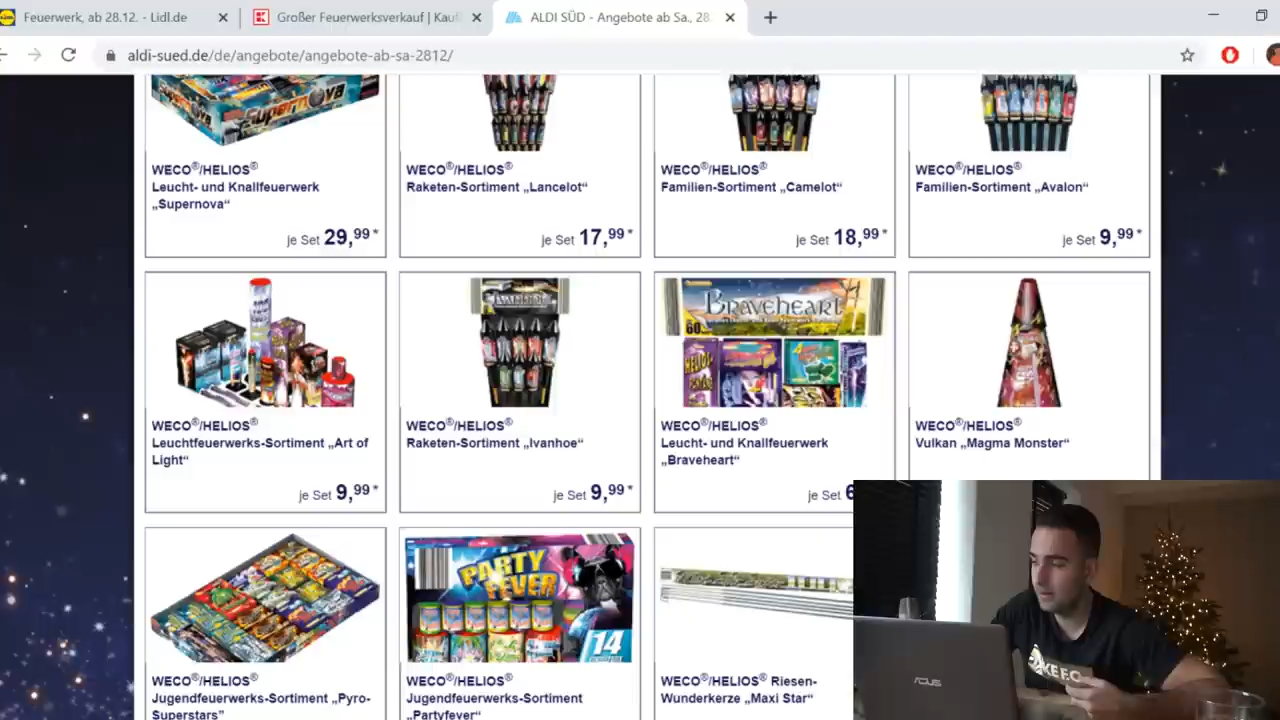 Feuerwerk, ab 28.12. - Lidl.de
Großer Feuerwerksverkauf | Kauf
ALDI SÜD - Angebote ab Sa., 28.
aldi-sued.de/de/angebote/angebote-ab-sa-2812/
Supernova
WECO®/HELIOS®
Leucht- und Knallfeuerwerk
„Supernova“
je Set 29,99*
WECO®/HELIOS®
Raketen-Sortiment „Lancelot“
je Set 17,99*
WECO®/HELIOS®
Familien-Sortiment „Camelot“
je Set 18,99*
WECO®/HELIOS®
Familien-Sortiment „Avalon“
je Set 9,99*
WECO®/HELIOS®
Leuchtfeuerwerks-Sortiment „Art of
Light“
je Set 9,99*
IVANHOE
WECO®/HELIOS®
Raketen-Sortiment „Ivanhoe“
je Set 9,99*
BRAVEHEART
60
HELIOS
WECO®/HELIOS®
Leucht- und Knallfeuerwerk
„Braveheart“
je Set 6
WECO®/HELIOS®
Vulkan „Magma Monster“
WECO®/HELIOS®
Jugendfeuerwerks-Sortiment „Pyro-
Superstars”
PARTY
FEVER
14
WECO®/HELIOS®
Jugendfeuerwerks-Sortiment
„Partyfever“
WECO®/HELIOS® Riesen-
Wunderkerze „Maxi Star“
ASUS